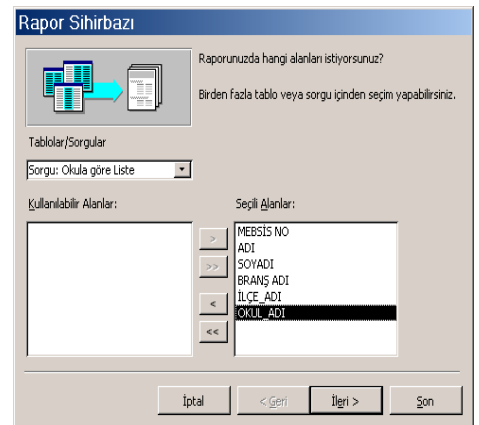 Rapor Sihirbazı
Raporunuzda hangi alanları istiyorsunuz?
Birden fazla tablo veya sorgu içinden seçim yapabilirsiniz.
Tablolar/Sorgular
Sorgu: Okula göre Liste
Kullanılabilir Alanlar:
Seçili Alanlar:
MEBSİS NO
ADI
SOYADI
BRANŞ ADI
İLÇE_ADI
OKUL_ADI
>
>>
<
<<
İptal
< Geri
İleri >
Son